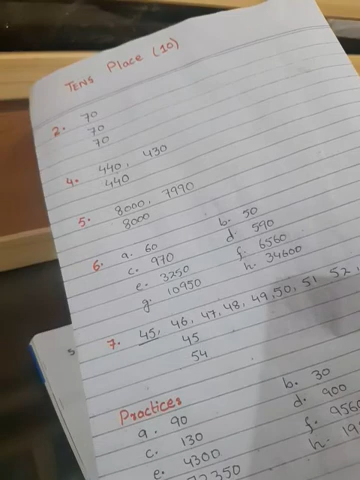 TENS Place (10)
2. 70
70
70
4. 440, 430
440
5. 8000, 7990
8000
6. a. 60 b. 50
c. 970 d. 590
e. 3250 f. 6560
g. 10950 h. 34600
7. 45, 46, 47, 48, 49, 50, 51 52
45
54
Practices
a. 90 b. 30
c. 130 d. 900
e. 4300 f. 9560
h.